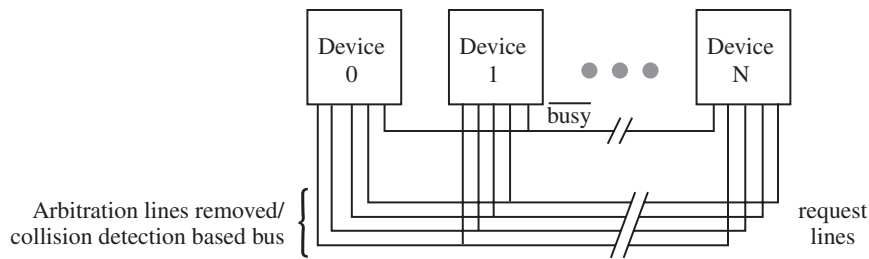 Device
0
Device
1
Device
N
busy
Arbitration lines removed/
collision detection based bus
request
lines